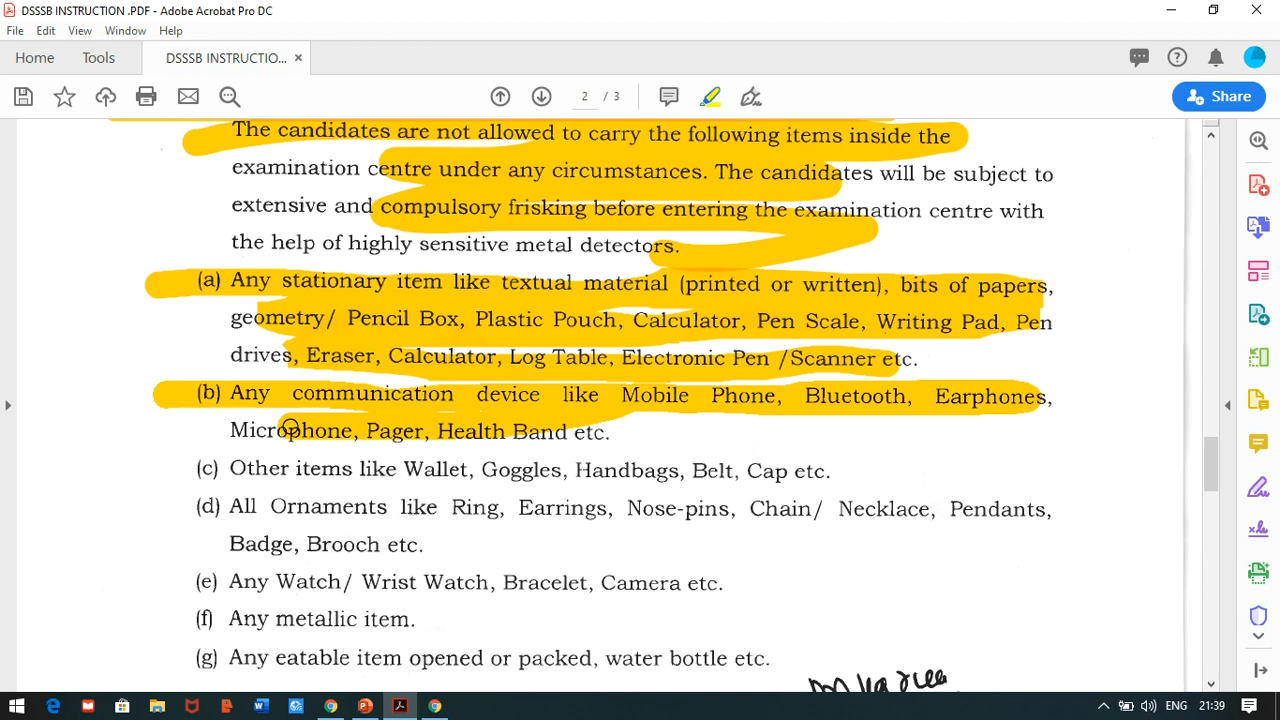 DSSSB INSTRUCTION .PDF - Adobe Acrobat Pro DC
File Edit View Window Help
Home Tools DSSSB INSTRUCTIO... ×
2 / 3 Share
The candidates are not allowed to carry the following items inside the
examination centre under any circumstances. The candidates will be subject to
extensive and compulsory frisking before entering the examination centre with
the help of highly sensitive metal detectors.
(a) Any stationary item like textual material (printed or written), bits of papers,
geometry/ Pencil Box, Plastic Pouch, Calculator, Pen Scale, Writing Pad, Pen
drives, Eraser, Calculator, Log Table, Electronic Pen /Scanner etc.
(b) Any communication device like Mobile Phone, Bluetooth, Earphones,
Microphone, Pager, Health Band etc.
(c) Other items like Wallet, Goggles, Handbags, Belt, Cap etc.
(d) All Ornaments like Ring, Earrings, Nose-pins, Chain/ Necklace, Pendants,
Badge, Brooch etc.
(e) Any Watch/ Wrist Watch, Bracelet, Camera etc.
(f) Any metallic item.
(g) Any eatable item opened or packed, water bottle etc.
ENG 21:39